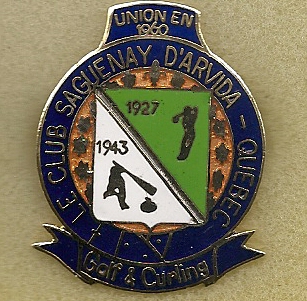 UNION EN
1960
LE CLUB SAGUENAY D'ARVIDA - QUEBEC
1927
1943
Golf & Curling